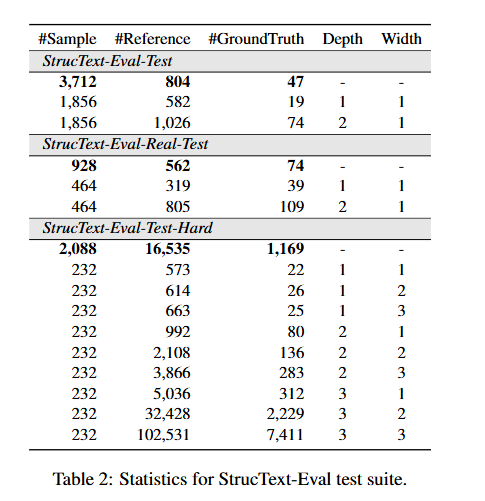 #Sample #Reference #GroundTruth Depth Width
StrucText-Eval-Test
3,712 804 47 - -
1,856 582 19 1 1
1,856 1,026 74 2 1
StrucText-Eval-Real-Test
928 562 74 - -
464 319 39 1 1
464 805 109 2 1
StrucText-Eval-Test-Hard
2,088 16,535 1,169 - -
232 573 22 1 1
232 614 26 1 2
232 663 25 1 3
232 992 80 2 1
232 2,108 136 2 2
232 3,866 283 2 3
232 5,036 312 3 1
232 32,428 2,229 3 2
232 102,531 7,411 3 3
Table 2: Statistics for StrucText-Eval test suite.